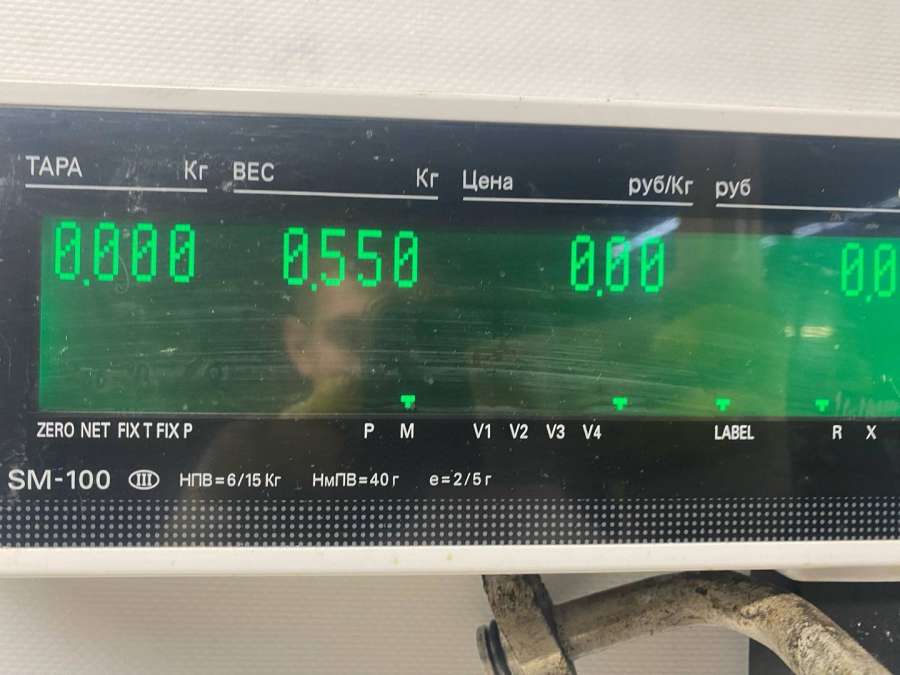 ТАРА Кг ВЕС Кг Цена руб/Кг руб
0.000 0.550 0.00 0.0
ZERO NET FIX T FIX P P M V1 V2 V3 V4 LABEL R X
SM-100 III НПВ=6/15 Кг НмПВ=40 г e=2/5 г